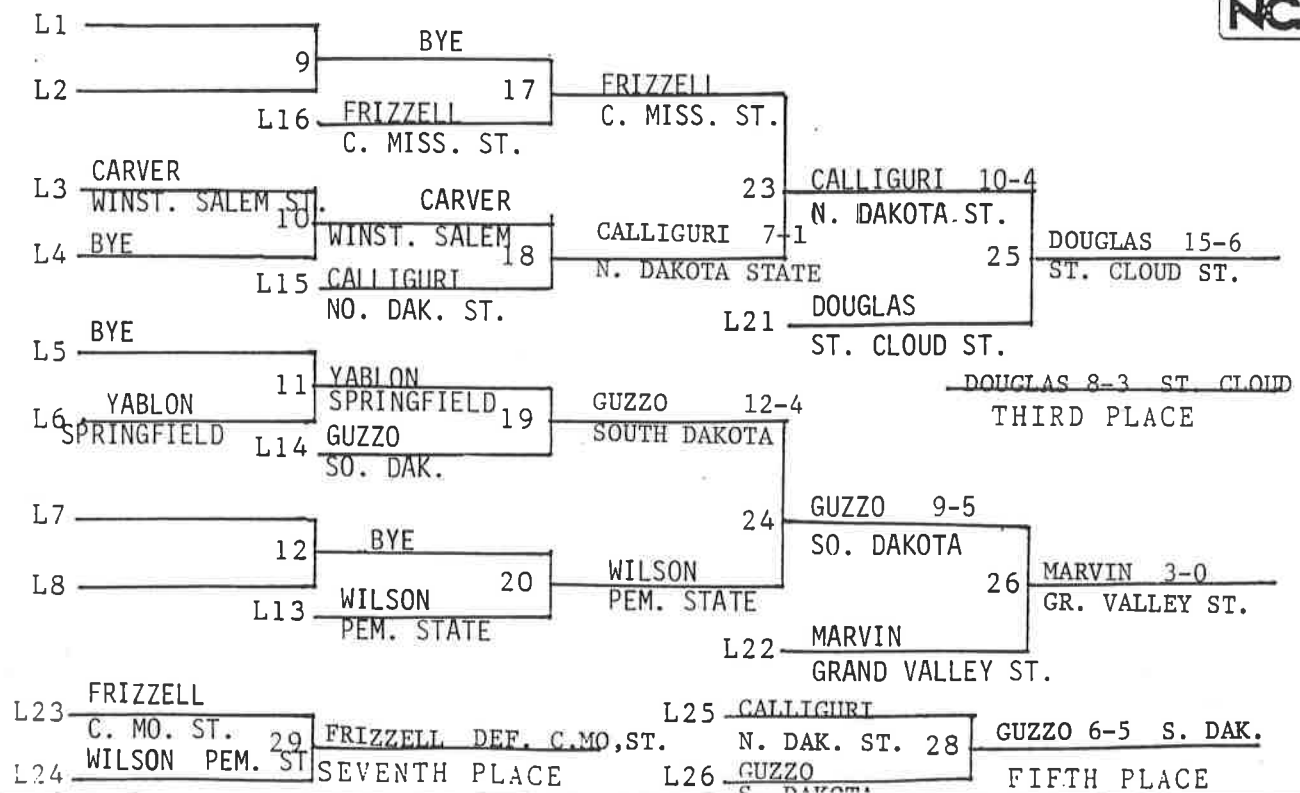 L1
NC
BYE
9
L2
17
FRIZZELL
L16 FRIZZELL
C. MISS. ST.
C. MISS. ST.
CARVER
L3
WINST. SALEM ST.
23
CALLIGURI 10-4
10
CARVER
N. DAKOTA ST.
L4 BYE
WINST. SALEM
18
CALLIGURI 7-1
N. DAKOTA STATE
25
DOUGLAS 15-6
ST. CLOUD ST.
L15 CALLIGURI
NO. DAK. ST.
L21 DOUGLAS
ST. CLOUD ST.
BYE
L5
11 YABLON
SPRINGFIELD
DOUGLAS 8-3 ST. CLOUD
THIRD PLACE
YABLON
L6
SPRINGFIELD
19
GUZZO 12-4
SOUTH DAKOTA
L14 GUZZO
SO. DAK.
L7
24
GUZZO 9-5
SO. DAKOTA
12
BYE
L8
20
WILSON
PEM. STATE
26
MARVIN 3-0
GR. VALLEY ST.
L13 WILSON
PEM. STATE
L22 MARVIN
GRAND VALLEY ST.
L23 FRIZZELL
C. MO. ST.
29 FRIZZELL DEF. C.MO,ST.
SEVENTH PLACE
L24 WILSON PEM. ST
L25 CALLIGURI
N. DAK. ST. 28
GUZZO 6-5 S. DAK.
FIFTH PLACE
L26 GUZZO
S. DAKOTA